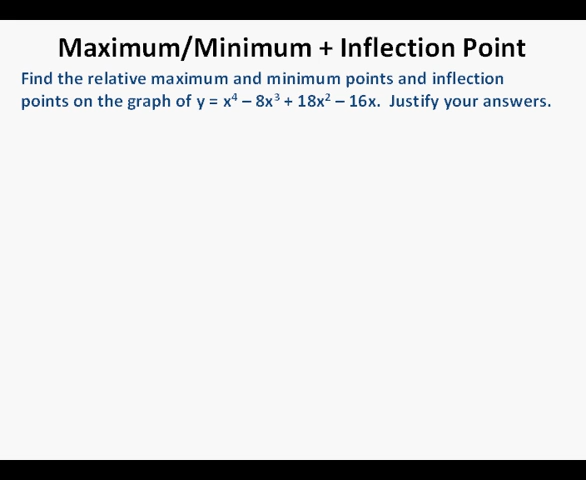 Maximum/Minimum + Inflection Point
Find the relative maximum and minimum points and inflection
points on the graph of y = x⁴ – 8x³ + 18x² – 16x.  Justify your answers.